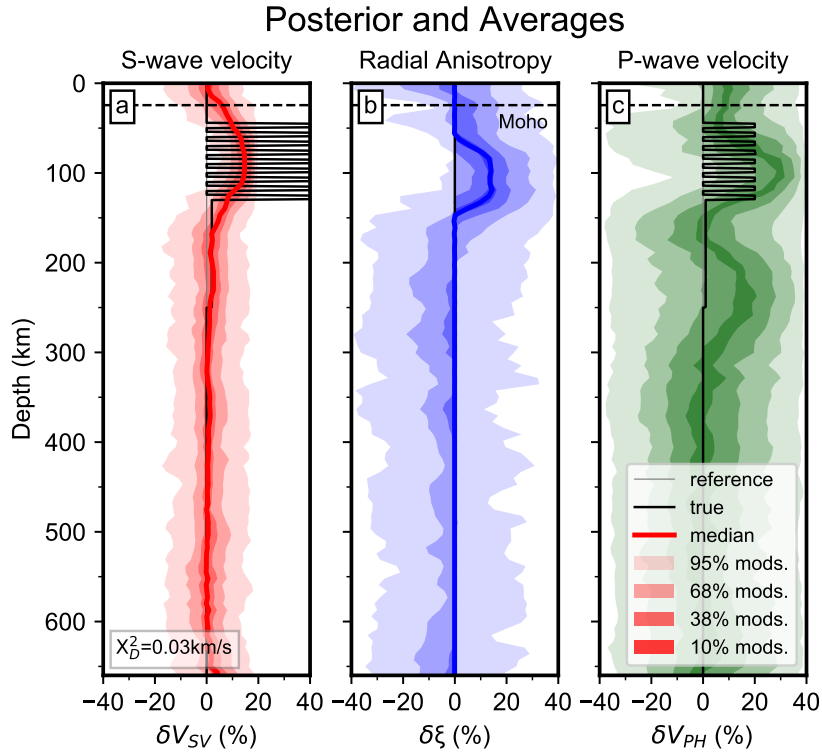 Posterior and Averages
S-wave velocity Radial Anisotropy P-wave velocity
a b c
Moho
0
100
200
300
400
500
600
Depth (km)
reference
true
median
95% mods.
68% mods.
38% mods.
10% mods.
X²_D=0.03km/s
−40 −20 0 20 40 −20 0 20 −40 −20 0 20 40
δV_SV (%) δξ (%) δV_PH (%)